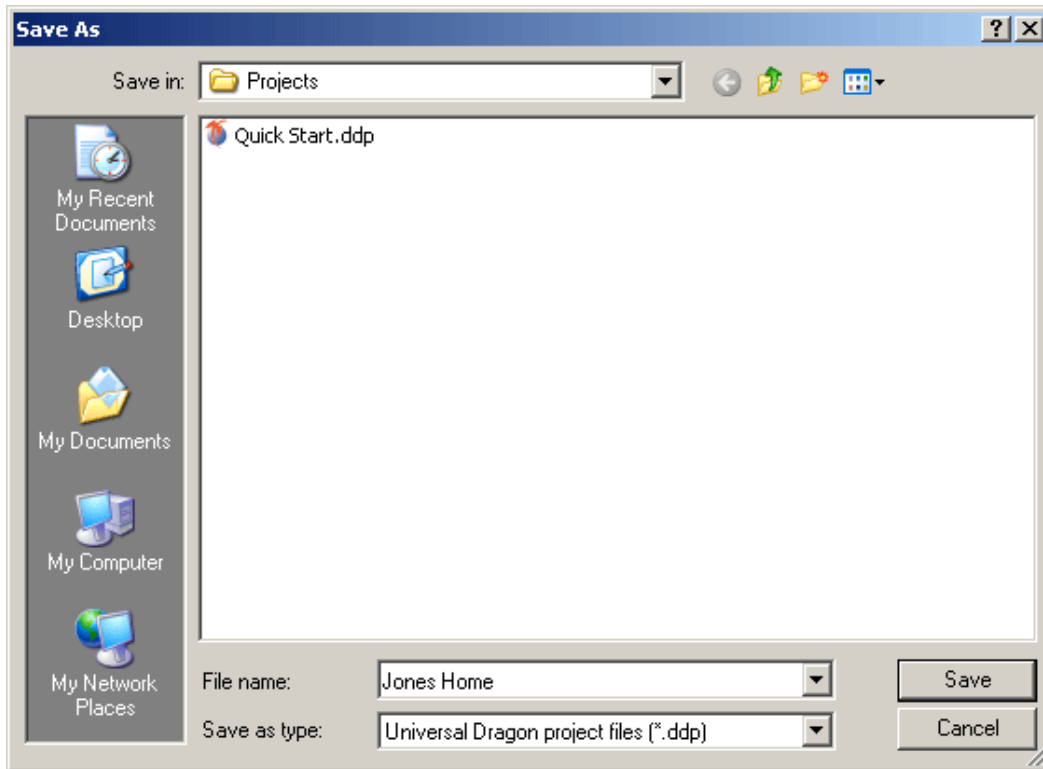 Save As
Save in:
Projects
Quick Start.ddp
My Recent
Documents
Desktop
My Documents
My Computer
My Network
Places
File name:
Jones Home
Save
Save as type:
Universal Dragon project files (*.ddp)
Cancel